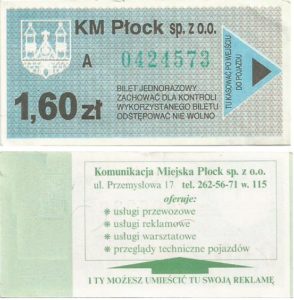 KM Płock sp. z o.o.
A 0424573
1,60 zł
BILET JEDNORAZOWY
ZACHOWAĆ DLA KONTROLI
WYKORZYSTANEGO BILETU
ODSTĘPOWAĆ NIE WOLNO
TU KASOWAĆ PO WEJŚCIU
DO POJAZDU
Komunikacja Miejska Płock sp. z o.o.
ul. Przemysłowa 17 tel. 262-56-71 w. 115
oferuje:
* usługi przewozowe
* usługi reklamowe
* usługi warsztatowe
* przeglądy techniczne pojazdów
I TY MOŻESZ UMIEŚCIĆ TU SWOJĄ REKLAMĘ